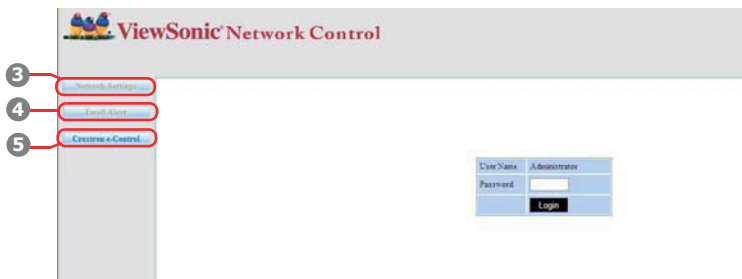 ViewSonic® Network Control
3
Network Settings
4
Email Alert
5
Crestron e-Control
User Name Administrator
Password
Login